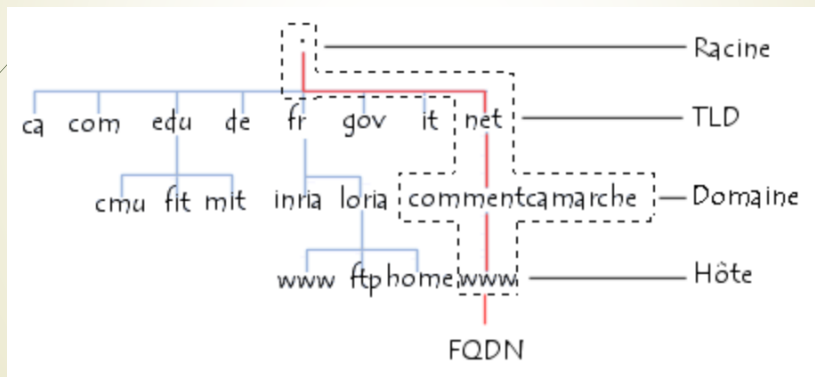 . Racine
ca com edu de fr gov it net TLD
cmu fit mit inria loria commentcamarche Domaine
www ftp home www Hôte
FQDN